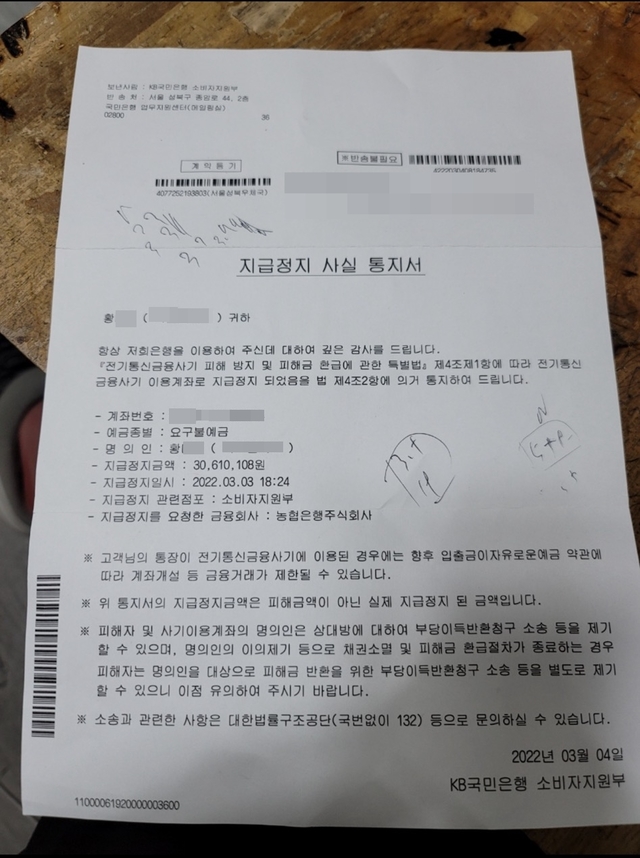 보낸사람 : KB국민은행 소비자지원부
반 송 처 : 서울 성북구 종암로 44, 2층
국민은행 업무지원센터(메일링실)
02800
36
계약등기
4077252193803(서울성북우체국)
※반송불필요
지급정지 사실 통지서
황 ( ) 귀하
항상 저희은행을 이용하여 주신데 대하여 깊은 감사를 드립니다.
『전기통신금융사기 피해 방지 및 피해금 환급에 관한 특별법』 제4조제1항에 따라 전기통신
금융사기 이용계좌로 지급정지 되었음을 법 제4조2항에 의거 통지하여 드립니다.
- 계좌번호 :
- 예금종별 : 요구불예금
- 명 의 인 : 황 ( )
- 지급정지금액 : 30,610,108원
- 지급정지일시 : 2022.03.03 18:24
- 지급정지 관련점포 : 소비자지원부
- 지급정지를 요청한 금융회사 : 농협은행주식회사
※ 고객님의 통장이 전기통신금융사기에 이용된 경우에는 향후 입출금이자유로운예금 약관에
따라 계좌개설 등 금융거래가 제한될 수 있습니다.
※ 위 통지서의 지급정지금액은 피해금액이 아닌 실제 지급정지 된 금액입니다.
※ 피해자 및 사기이용계좌의 명의인은 상대방에 대하여 부당이득반환청구 소송 등을 제기
할 수 있으며, 명의인의 이의제기 등으로 채권소멸 및 피해금 환급절차가 종료하는 경우
피해자는 명의인을 대상으로 피해금 반환을 위한 부당이득반환청구 소송 등을 별도로 제기
할 수 있으니 이점 유의하여 주시기 바랍니다.
※ 소송과 관련한 사항은 대한법률구조공단(국번없이 132) 등으로 문의하실 수 있습니다.
2022년 03월 04일
KB국민은행 소비자지원부
11000061920000003600